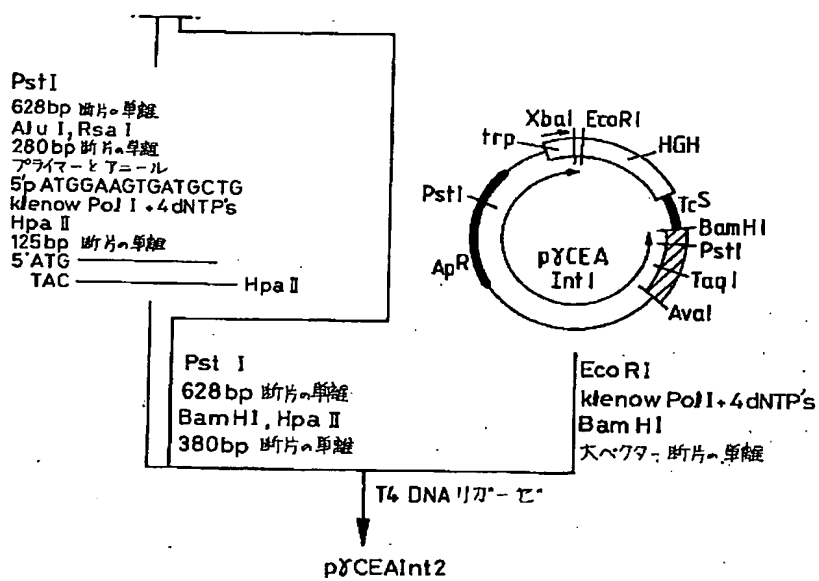 PstI
628bp 断片の単離
AluI, RsaI
280bp 断片の単離
プライマーとアニール
5'pATGGAAGTGATGCTG
klenow PolI+4dNTP's
HpaII
125bp 断片の単離
5'ATG
TAC HpaII
XbaI EcoRI
trp HGH
PstI
TcS
BamHI
PstI
TaqI
AvaI
ApR
pγCEA
Int1
Pst I
628bp 断片の単離
BamHI, HpaII
380bp 断片の単離
EcoRI
klenow PolI+4dNTP's
BamHI
大ベクター断片の単離
T4 DNA リガーゼ
pγCEAInt2